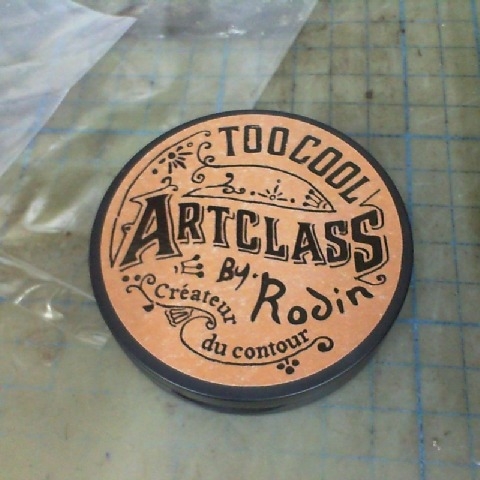 TOO COOL
ARTCLASS
BY.
Rodin
Créateur
du contour